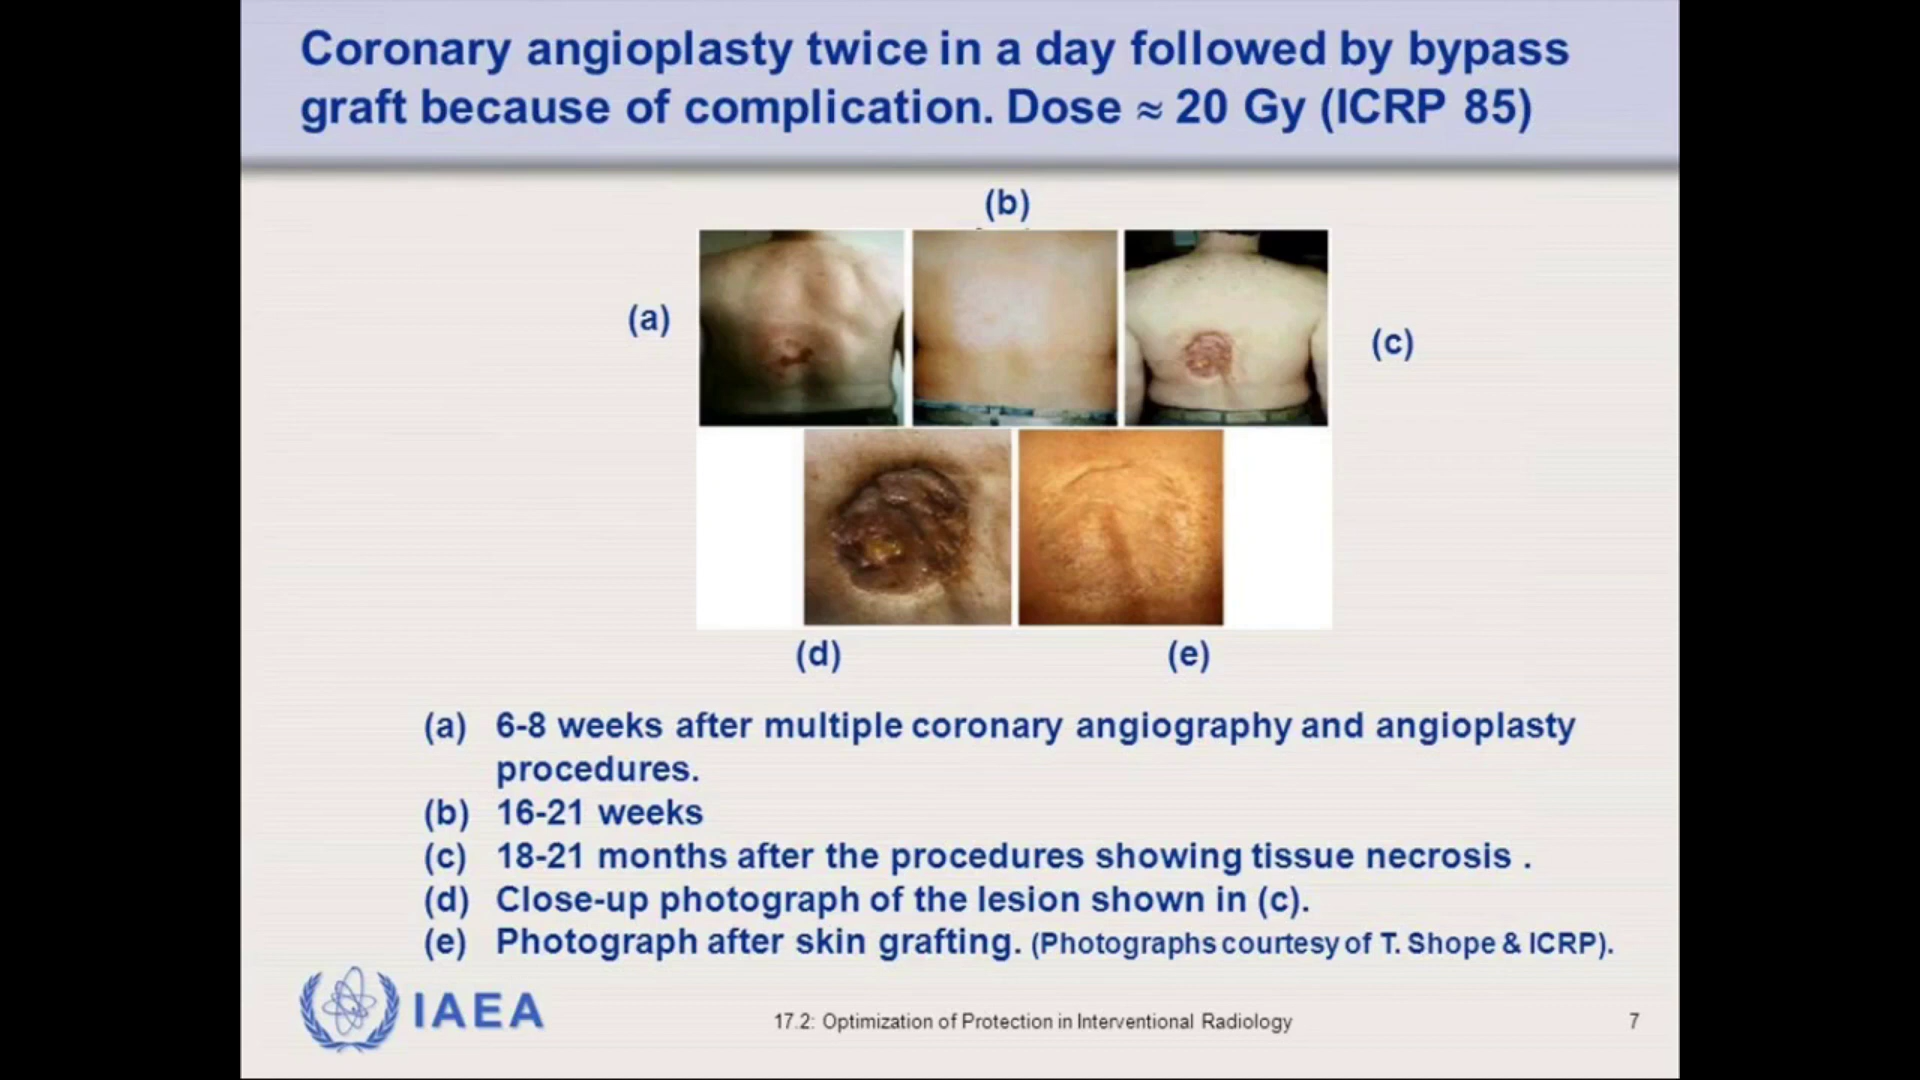 Coronary angioplasty twice in a day followed by bypass
graft because of complication. Dose ≈ 20 Gy (ICRP 85)
(b)
(a)
(c)
(d)
(e)
(a) 6-8 weeks after multiple coronary angiography and angioplasty
procedures.
(b) 16-21 weeks
(c) 18-21 months after the procedures showing tissue necrosis .
(d) Close-up photograph of the lesion shown in (c).
(e) Photograph after skin grafting. (Photographs courtesy of T. Shope & ICRP).
IAEA
17.2: Optimization of Protection in Interventional Radiology
7